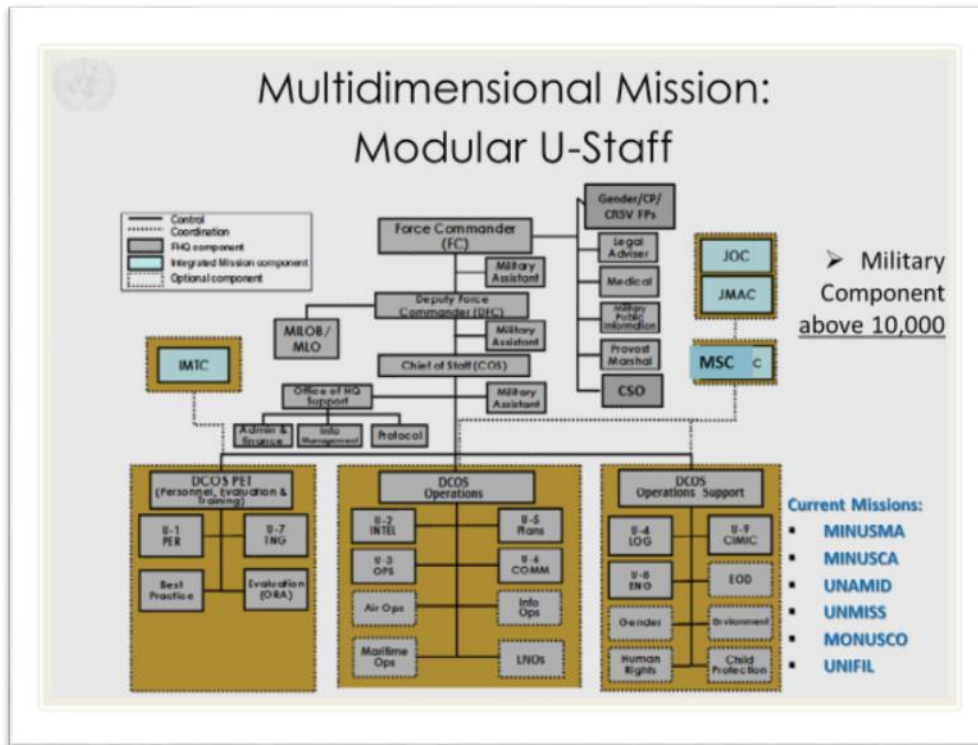 Multidimensional Mission:
Modular U-Staff
Control
Coordination
FHQ component
Integrated Mission component
Optional component
Force Commander
(FC)
Military
Assistant
Deputy Force
Commander (DFC)
MILOB/
MLO
Military
Assistant
Chief of Staff (COS)
Office of HQ
Support
Military
Assistant
Admin &
finance
Info
Management
Protocol
Gender/CP/
CRSV FPs
Legal
Adviser
Medical
Military
Public
Information
Provost
Marshal
CSO
JOC
JMAC
MSC C
IMTC
➤ Military
Component
above 10,000
DCOS PET
(Personnel, Evaluation &
Training)
U-1
PER
U-7
TNG
Best
Practice
Evaluation
(ORA)
DCOS
Operations
U-2
INTEL
U-5
Plans
U-3
OPS
U-6
COMM
Air Ops
Info
Ops
Maritime
Ops
LNOs
DCOS
Operations Support
U-4
LOG
U-9
CIMIC
U-8
ENG
EOD
Gender
Environment
Human
Rights
Child
Protection
Current Missions:
▪ MINUSMA
▪ MINUSCA
▪ UNAMID
▪ UNMISS
▪ MONUSCO
▪ UNIFIL